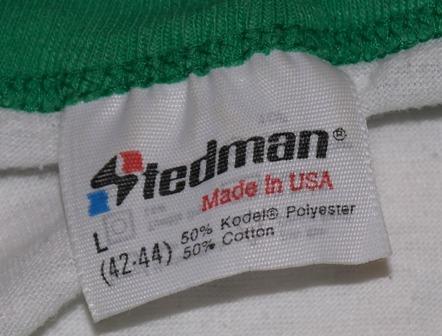 Stedman®
Made In USA
L
50% Kodel® Polyester
(42-44) 50% Cotton